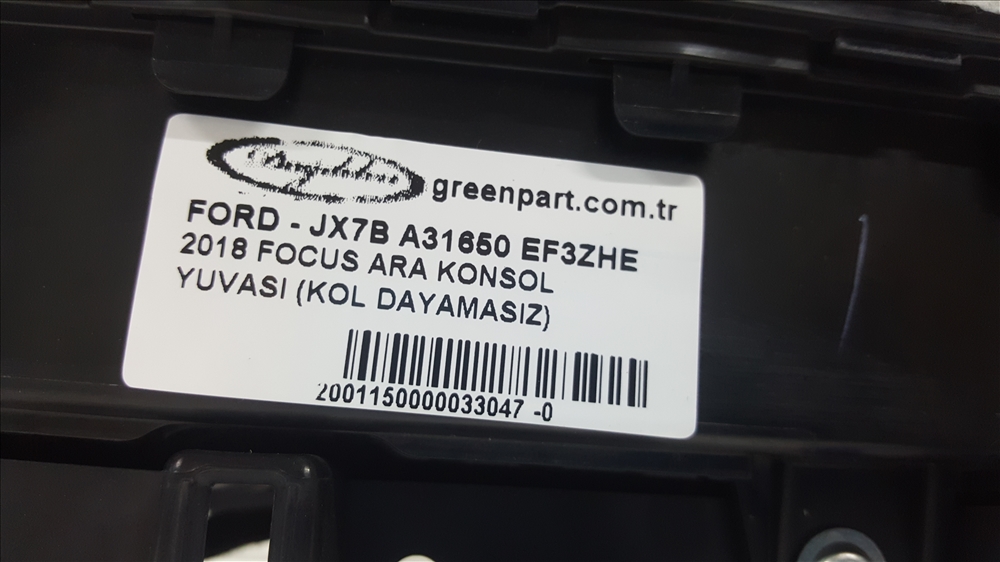 greenpart.com.tr
FORD - JX7B A31650 EF3ZHE
2018 FOCUS ARA KONSOL
YUVASI (KOL DAYAMASIZ)
2001150000033047 -0